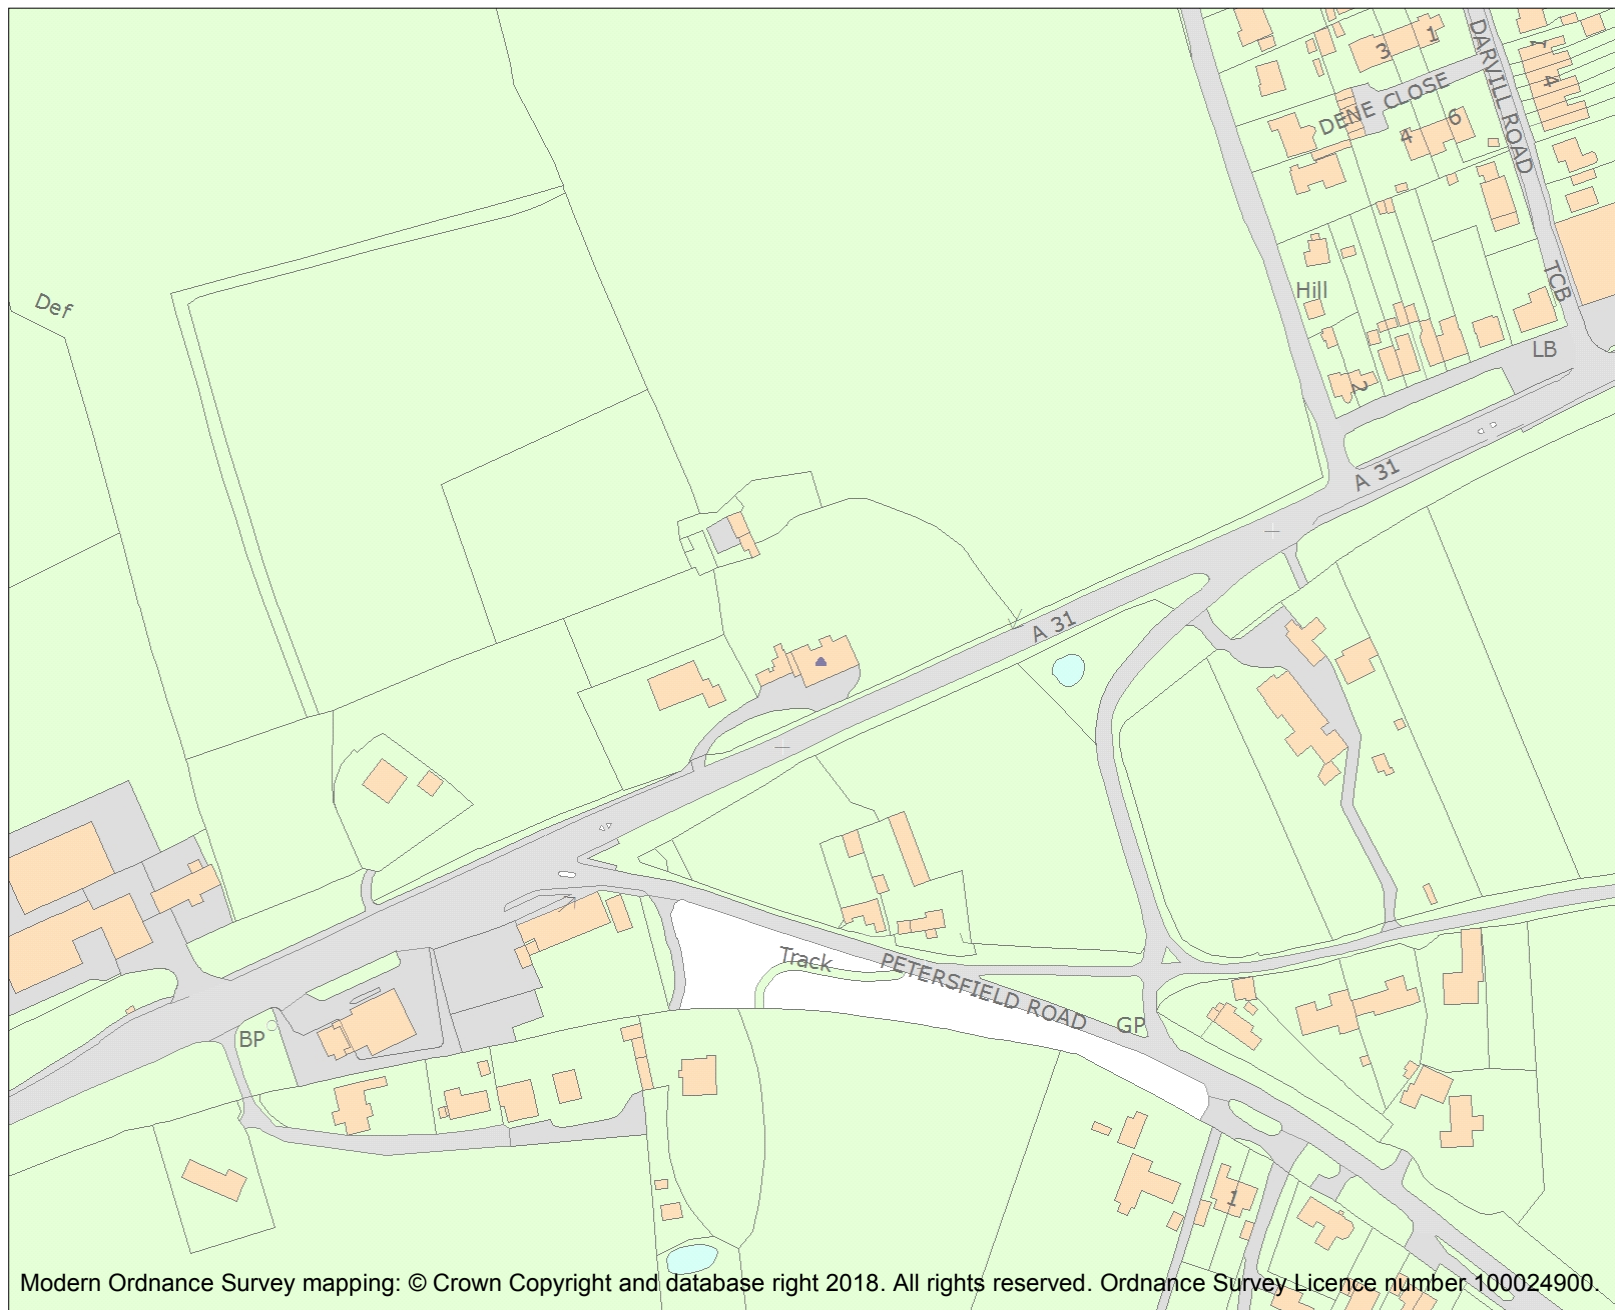 1
3
DARVILL ROAD
1
4
DENE CLOSE
6
4
TCB
Hill
Def
LB
2
A 31
A 31
Track
PETERSFIELD ROAD
GP
BP
1
Modern Ordnance Survey mapping: © Crown Copyright and database right 2018. All rights reserved. Ordnance Survey Licence number 100024900.